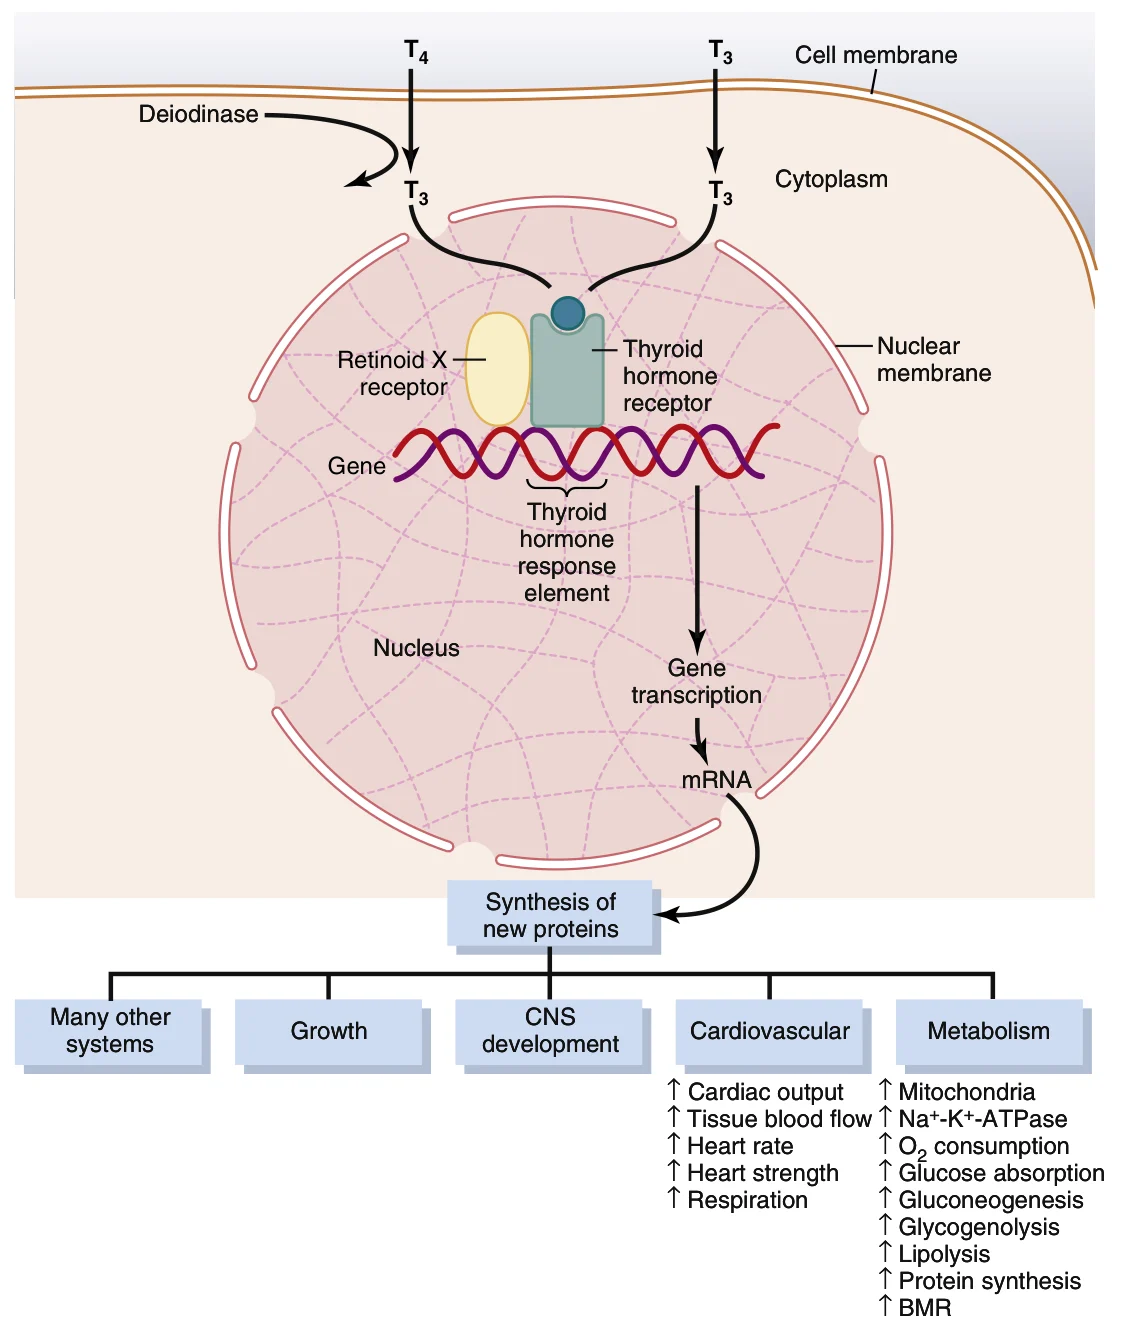 T₄
T₃
Cell membrane
Deiodinase
T₃
T₃
Cytoplasm
Retinoid X
receptor
Thyroid
hormone
receptor
Nuclear
membrane
Gene
Thyroid
hormone
response
element
Nucleus
Gene
transcription
mRNA
Synthesis of
new proteins
Many other
systems
Growth
CNS
development
Cardiovascular
↑ Cardiac output
↑ Tissue blood flow
↑ Heart rate
↑ Heart strength
↑ Respiration
Metabolism
↑ Mitochondria
↑ Na⁺-K⁺-ATPase
↑ O₂ consumption
↑ Glucose absorption
↑ Gluconeogenesis
↑ Glycogenolysis
↑ Lipolysis
↑ Protein synthesis
↑ BMR